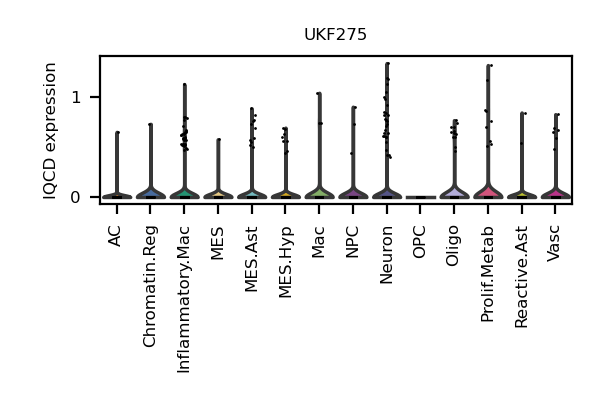 UKF275
IQCD expression
1
0
AC
Chromatin.Reg
Inflammatory.Mac
MES
MES.Ast
MES.Hyp
Mac
NPC
Neuron
OPC
Oligo
Prolif.Metab
Reactive.Ast
Vasc